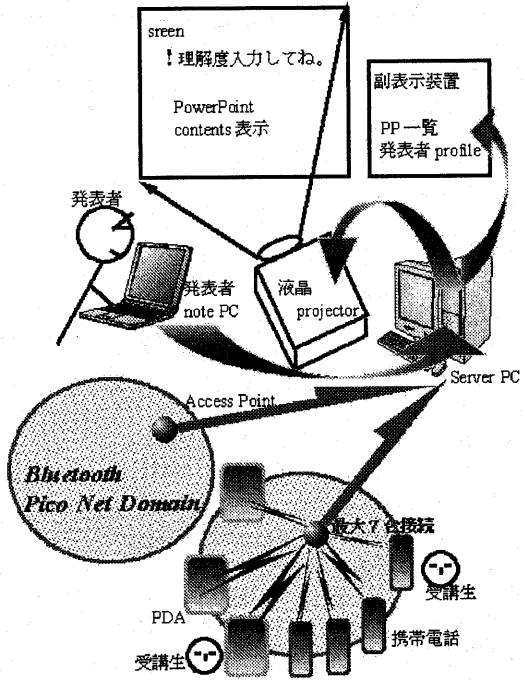 sreen
！理解度入力してね。
PowerPoint
contents 表示
副表示装置
PP 一覧
発表者 profile
発表者
発表者
note PC
液晶
projector
Server PC
Access Point
Bluetooth
Pico Net Domain
最大7台接続
受講生
PDA
携帯電話
受講生